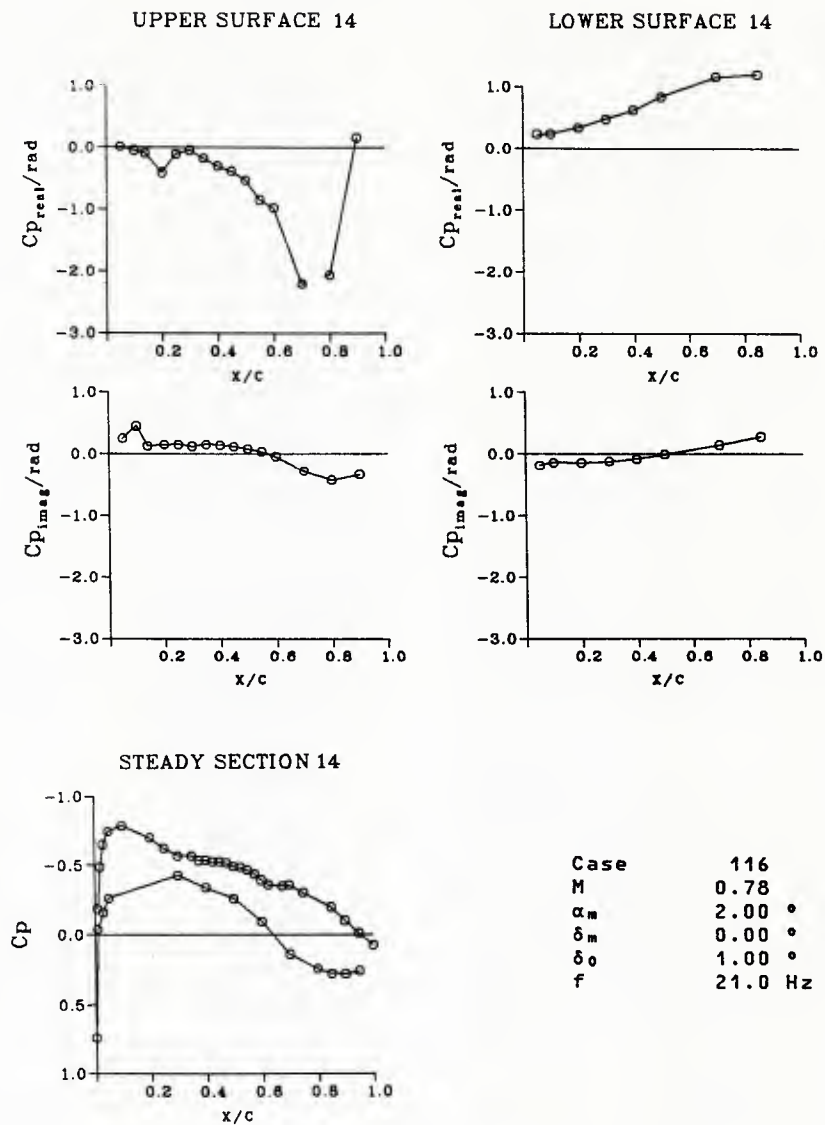 UPPER SURFACE 14
1.0
0.0
-1.0
-2.0
-3.0
Cp_real/rad
0.2 0.4 0.6 0.8 1.0
X/C
LOWER SURFACE 14
1.0
0.0
-1.0
-2.0
-3.0
Cp_real/rad
0.2 0.4 0.6 0.8 1.0
X/C
1.0
0.0
-1.0
-2.0
-3.0
Cp_imag/rad
0.2 0.4 0.6 0.8 1.0
X/C
1.0
0.0
-1.0
-2.0
-3.0
Cp_imag/rad
0.2 0.4 0.6 0.8 1.0
X/C
STEADY SECTION 14
-1.0
-0.5
0.0
0.5
1.0
Cp
0.2 0.4 0.6 0.8 1.0
X/C
Case 116
M 0.78
αm 2.00 °
δm 0.00 °
δ0 1.00 °
f 21.0 Hz